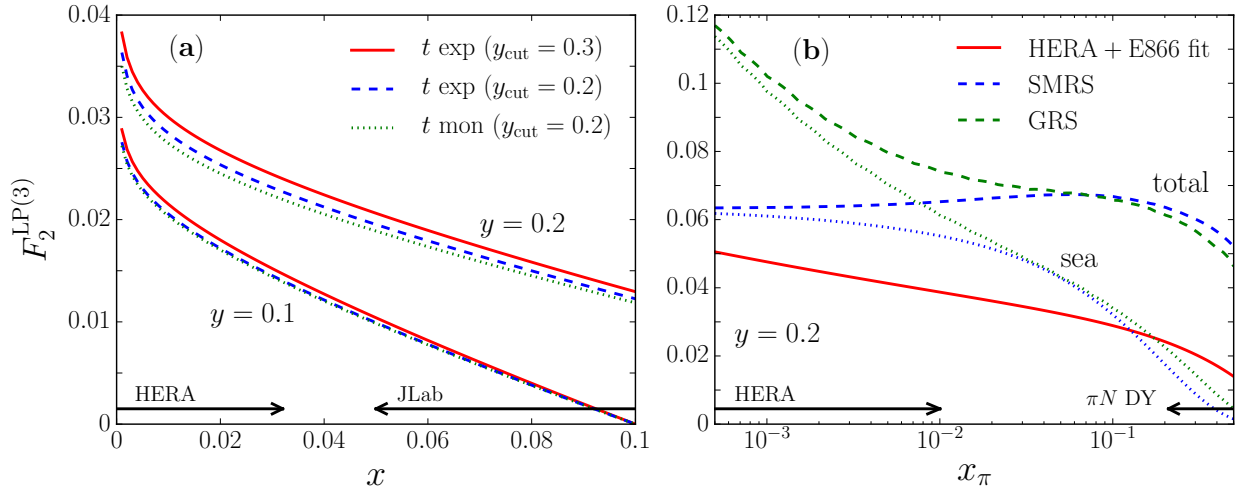 (a)
t exp (y_cut = 0.3)
t exp (y_cut = 0.2)
t mon (y_cut = 0.2)
y = 0.2
y = 0.1
HERA
JLab
0.04
0.03
0.02
0.01
0
0
0.02
0.04
0.06
0.08
0.1
x
F_2^LP(3)
(b)
HERA + E866 fit
SMRS
GRS
total
sea
y = 0.2
HERA
πN DY
0.12
0.1
0.08
0.06
0.04
0.02
0
10^−3
10^−2
10^−1
x_π